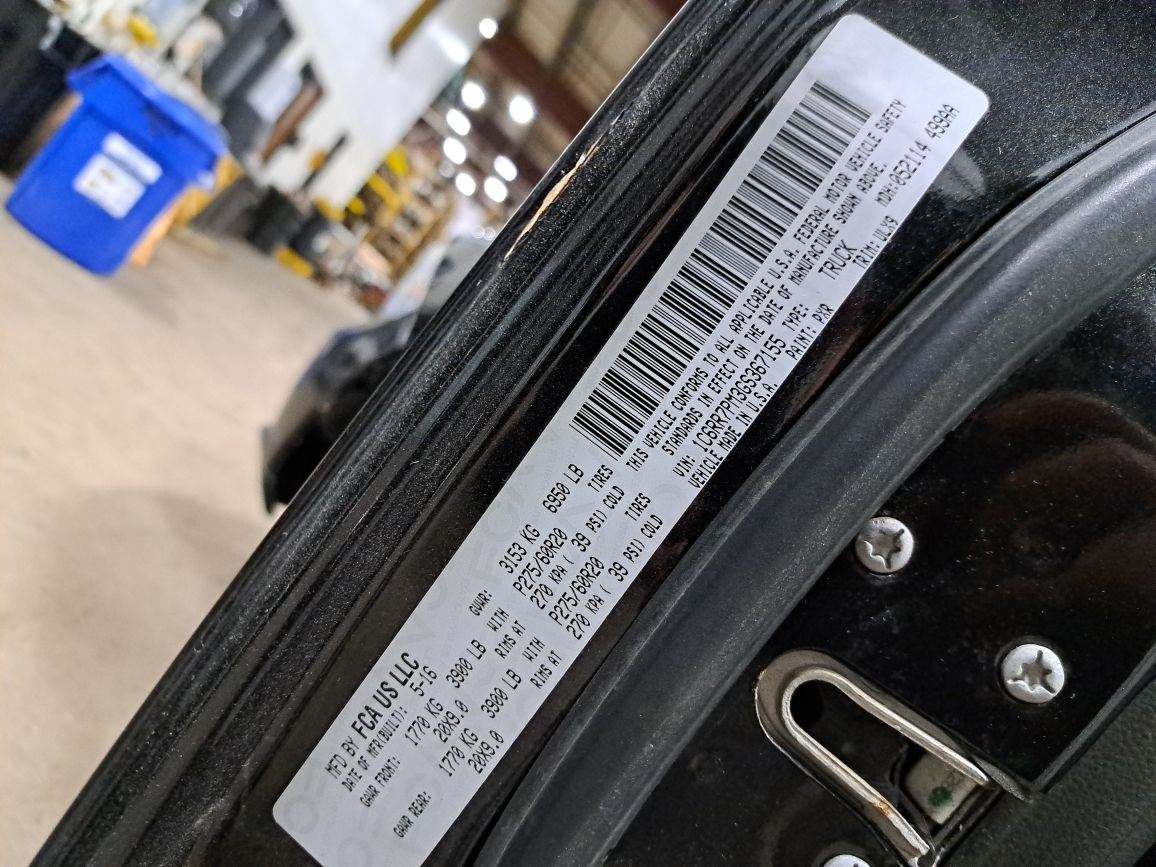 MFD BY FCA US LLC
DATE OF MFR(BUILT): 5-16
GVWR: 3153 KG 6950 LB
GAWR FRONT: 1770 KG 3900 LB WITH P275/60R20 TIRES
20X9.0 RIMS AT 270 KPA ( 39 PSI) COLD
GAWR REAR: 1770 KG 3900 LB WITH P275/60R20 TIRES
20X9.0 RIMS AT 270 KPA ( 39 PSI) COLD
THIS VEHICLE CONFORMS TO ALL APPLICABLE U.S.A. FEDERAL MOTOR VEHICLE SAFETY
STANDARDS IN EFFECT ON THE DATE OF MANUFACTURE SHOWN ABOVE.
VIN: 1C6RR7PM3GS367155 TYPE: TRUCK MDH: 052114 499AA
VEHICLE MADE IN U.S.A. PAINT: PXR TRIM: ULX9